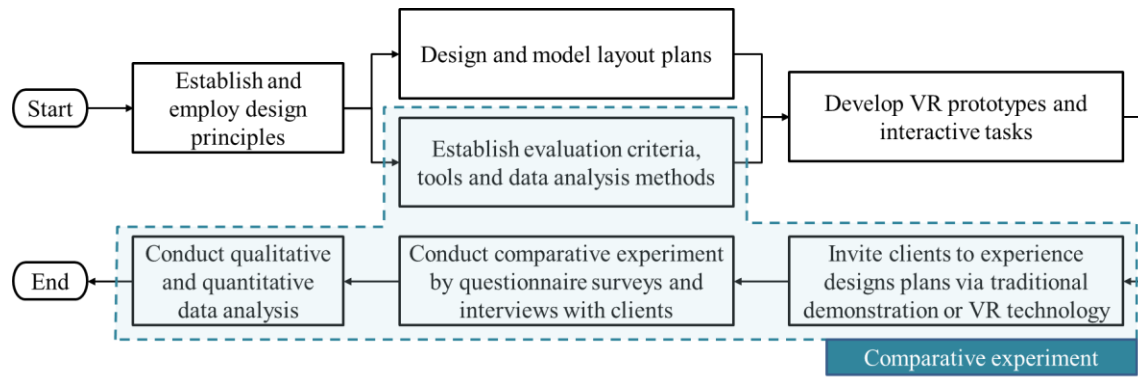 Start
Establish and
employ design
principles
Design and model layout plans
Establish evaluation criteria,
tools and data analysis methods
Develop VR prototypes and
interactive tasks
Invite clients to experience
designs plans via traditional
demonstration or VR technology
Conduct comparative experiment
by questionnaire surveys and
interviews with clients
Conduct qualitative
and quantitative
data analysis
End
Comparative experiment